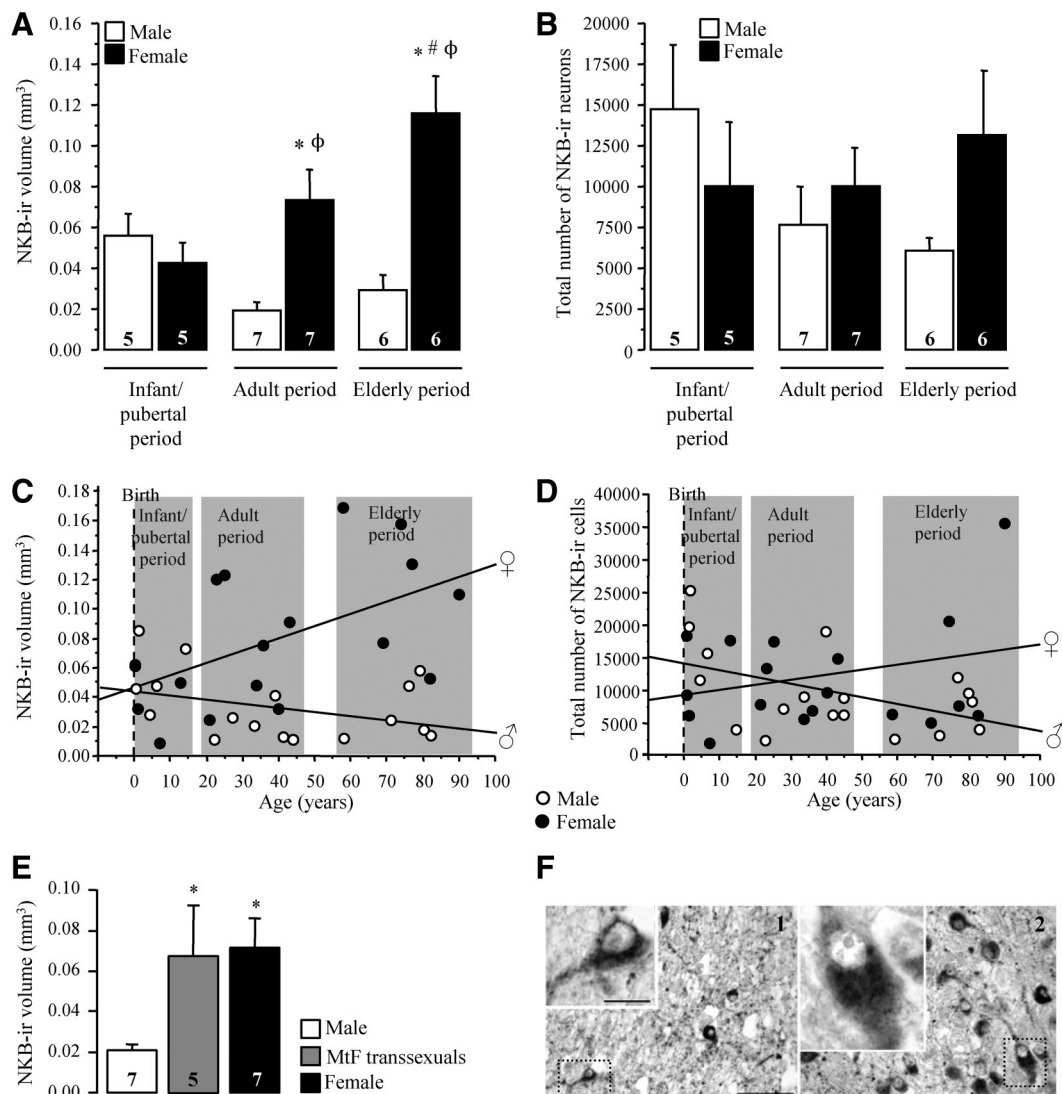 A
NKB-ir volume (mm³)
0.16
0.14
0.12
0.10
0.08
0.06
0.04
0.02
0.00
Male
Female
* ϕ
* # ϕ
5 5 7 7 6 6
Infant/
pubertal
period
Adult period
Elderly period
B
Total number of NKB-ir neurons
20000
17500
15000
12500
10000
7500
5000
2500
0
Male
Female
5 5 7 7 6 6
Infant/
pubertal
period
Adult period
Elderly period
C
NKB-ir volume (mm³)
0.18
0.16
0.14
0.12
0.10
0.08
0.06
0.04
0.02
0.00
Birth
Infant/
pubertal
period
Adult
period
Elderly
period
♀
♂
0 10 20 30 40 50 60 70 80 90 100
Age (years)
D
Total number of NKB-ir cells
40000
35000
30000
25000
20000
15000
10000
5000
0
Birth
Infant/
pubertal
period
Adult
period
Elderly
period
♀
♂
0 10 20 30 40 50 60 70 80 90 100
Age (years)
Male
Female
E
NKB-ir volume (mm³)
0.10
0.08
0.06
0.04
0.02
0.00
* *
7 5 7
Male
MtF transsexuals
Female
F
1
2